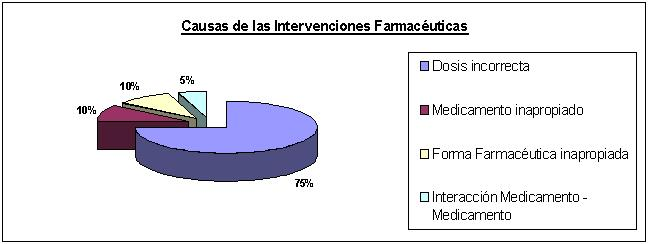 Causas de las Intervenciones Farmacéuticas
5%
10%
10%
75%
Dosis incorrecta
Medicamento inapropiado
Forma Farmacéutica inapropiada
Interacción Medicamento -
Medicamento